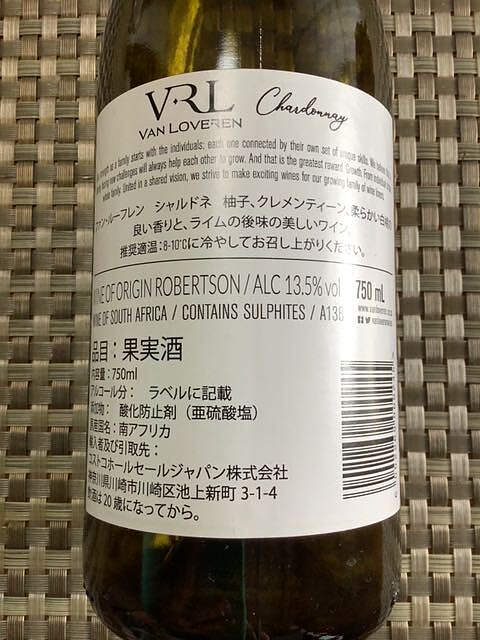 VRL Chardonnay
VAN LOVEREN
strength as a family starts with the individuals: each one connected by their own set of unique skills. We believe
new challenges will always help each other to grow. And that is the greatest reward: Growth. From individual
while family. United in a shared vision, we strive to make exciting wines for our growing family of wine lovers.
ァン・ルーフレン シャルドネ 柚子、クレメンティーン、柔らかい白
良い香りと、ライムの後味の美しいワイン。
推奨適温:8-10℃に冷やしてお召し上がりください。
WINE OF ORIGIN ROBERTSON / ALC 13.5% vol 750 mL
WINE OF SOUTH AFRICA / CONTAINS SULPHITES / A138
品目:果実酒
内容量:750ml
アルコール分: ラベルに記載
添加物: 酸化防止剤(亜硫酸塩)
原産国名:南アフリカ
輸入者及び引取先:
コストコホールセールジャパン株式会社
神奈川県川崎市川崎区池上新町 3-1-4
飲酒は 20 歳になってから。